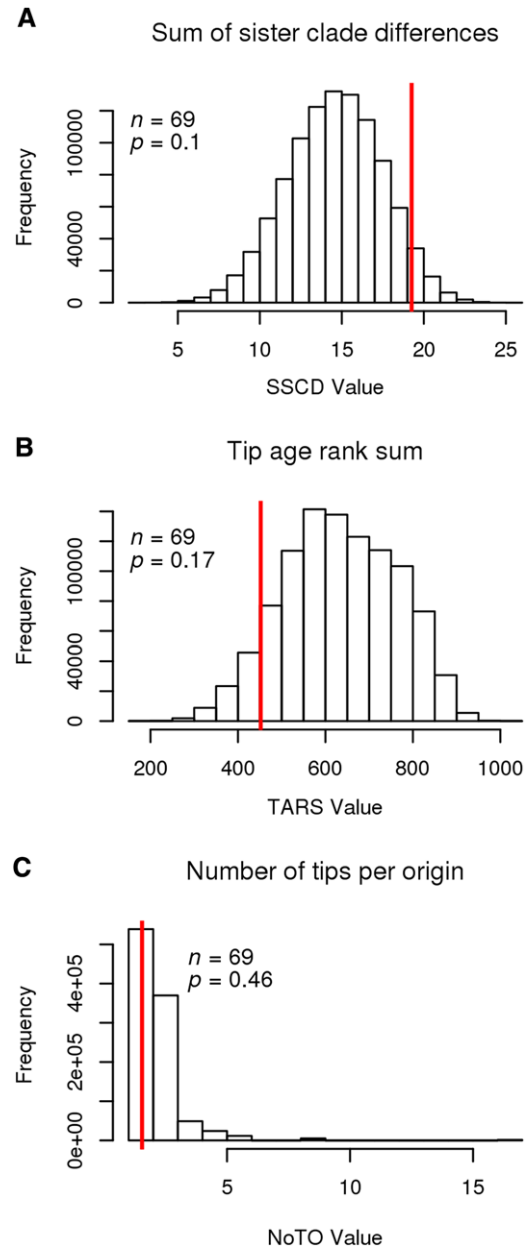 A
Sum of sister clade differences
n = 69
p = 0.1
Frequency
0
40000
100000
5
10
15
20
25
SSCD Value
B
Tip age rank sum
n = 69
p = 0.17
Frequency
0
40000
100000
200
400
600
800
1000
TARS Value
C
Number of tips per origin
n = 69
p = 0.46
Frequency
0e+00
2e+05
4e+05
5
10
15
NoTO Value